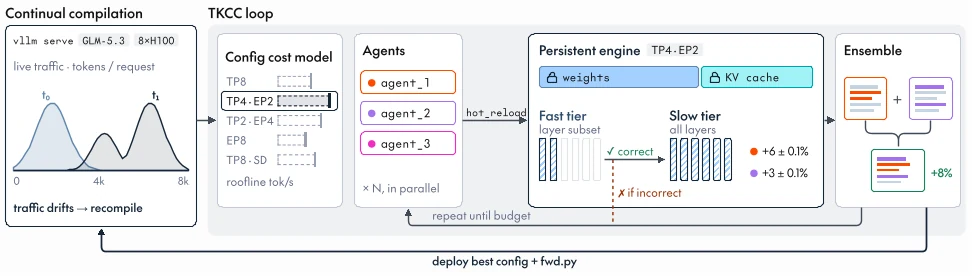 Continual compilation
vllm serve GLM-5.3 8×H100
live traffic · tokens / request
t₀
t₁
0 4k 8k
traffic drifts → recompile
TKCC loop
Config cost model
TP8
TP4·EP2
TP2·EP4
EP8
TP8·SD
roofline tok/s
Agents
agent_1
agent_2
agent_3
× N, in parallel
hot_reload
Persistent engine TP4·EP2
weights
KV cache
Fast tier
layer subset
✓ correct
✗ if incorrect
Slow tier
all layers
+6 ± 0.1%
+3 ± 0.1%
Ensemble
+
+8%
repeat until budget
deploy best config + fwd.py